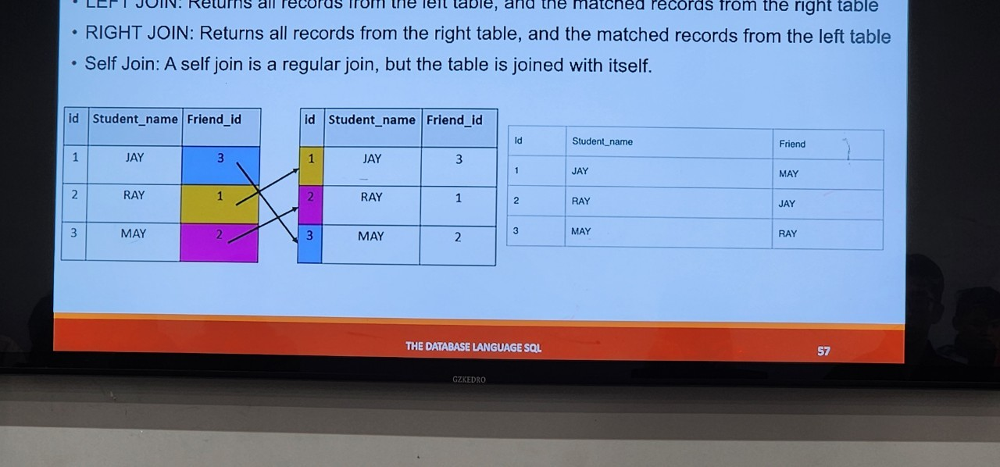 • LEFT JOIN: Returns all records from the left table, and the matched records from the right table
• RIGHT JOIN: Returns all records from the right table, and the matched records from the left table
• Self Join: A self join is a regular join, but the table is joined with itself.
id Student_name Friend_id
1 JAY 3
2 RAY 1
3 MAY 2
id Student_name Friend_id
1 JAY 3
2 RAY 1
3 MAY 2
Id Student_name Friend
1 JAY MAY
2 RAY JAY
3 MAY RAY
THE DATABASE LANGUAGE SQL
57
GZKEDRO